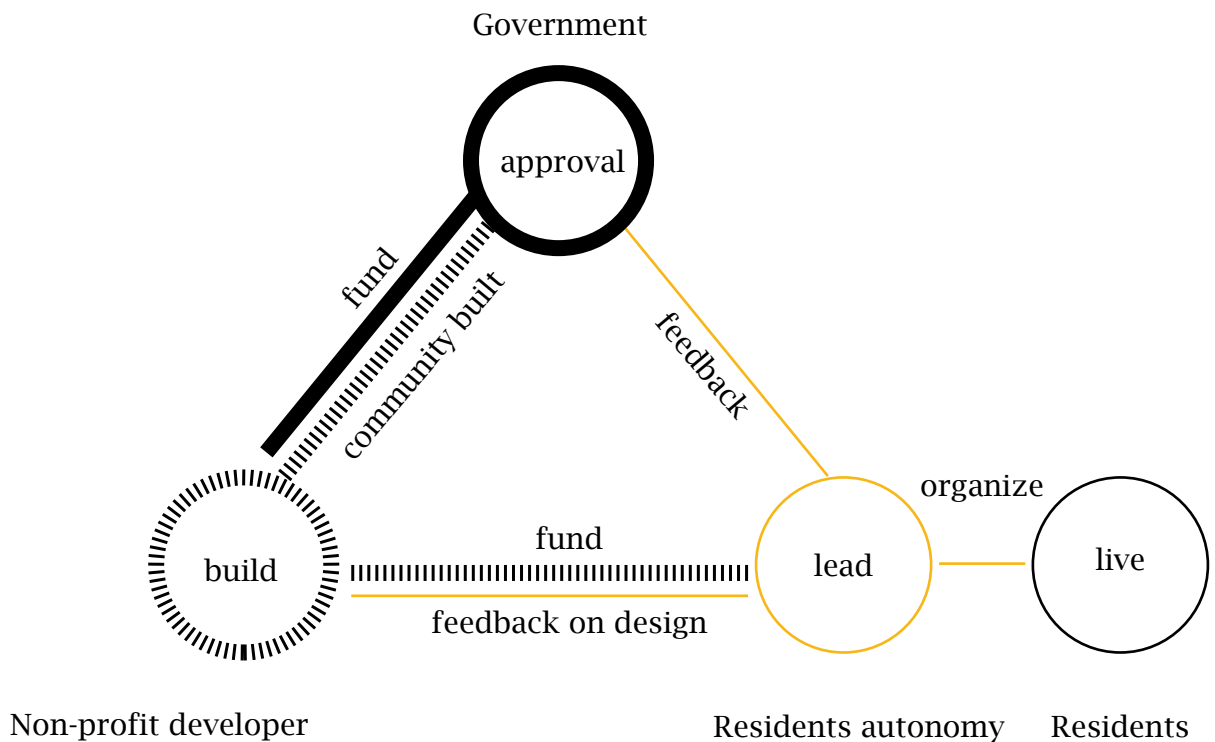 Government
approval
fund
community built
feedback
organize
fund
build
lead
live
feedback on design
Non-profit developer
Residents autonomy
Residents